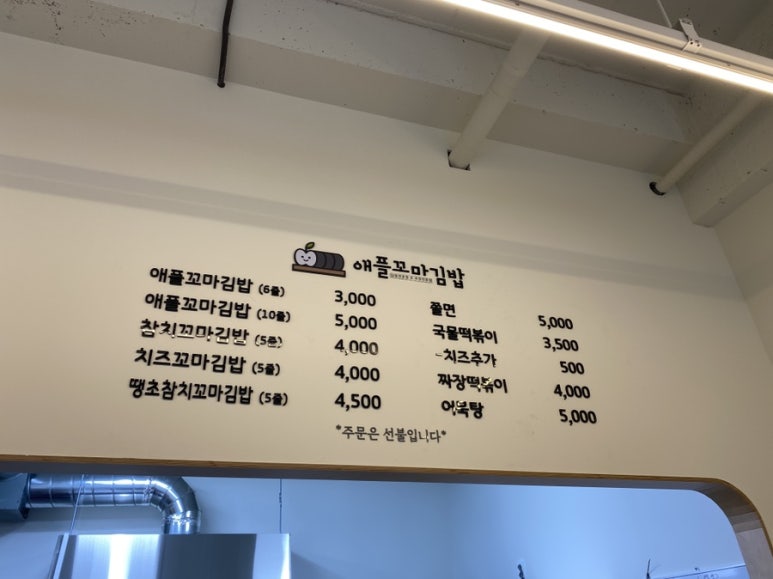 애플꼬마김밥
애플꼬마김밥 (6줄) 3,000
애플꼬마김밥 (10줄) 5,000
참치꼬마김밥 (5줄) 4,000
치즈꼬마김밥 (5줄) 4,000
땡초참치꼬마김밥 (5줄) 4,500
쫄면 5,000
국물떡볶이 3,500
-치즈추가 500
짜장떡볶이 4,000
어묵탕 5,000
*주문은 선불입니다*